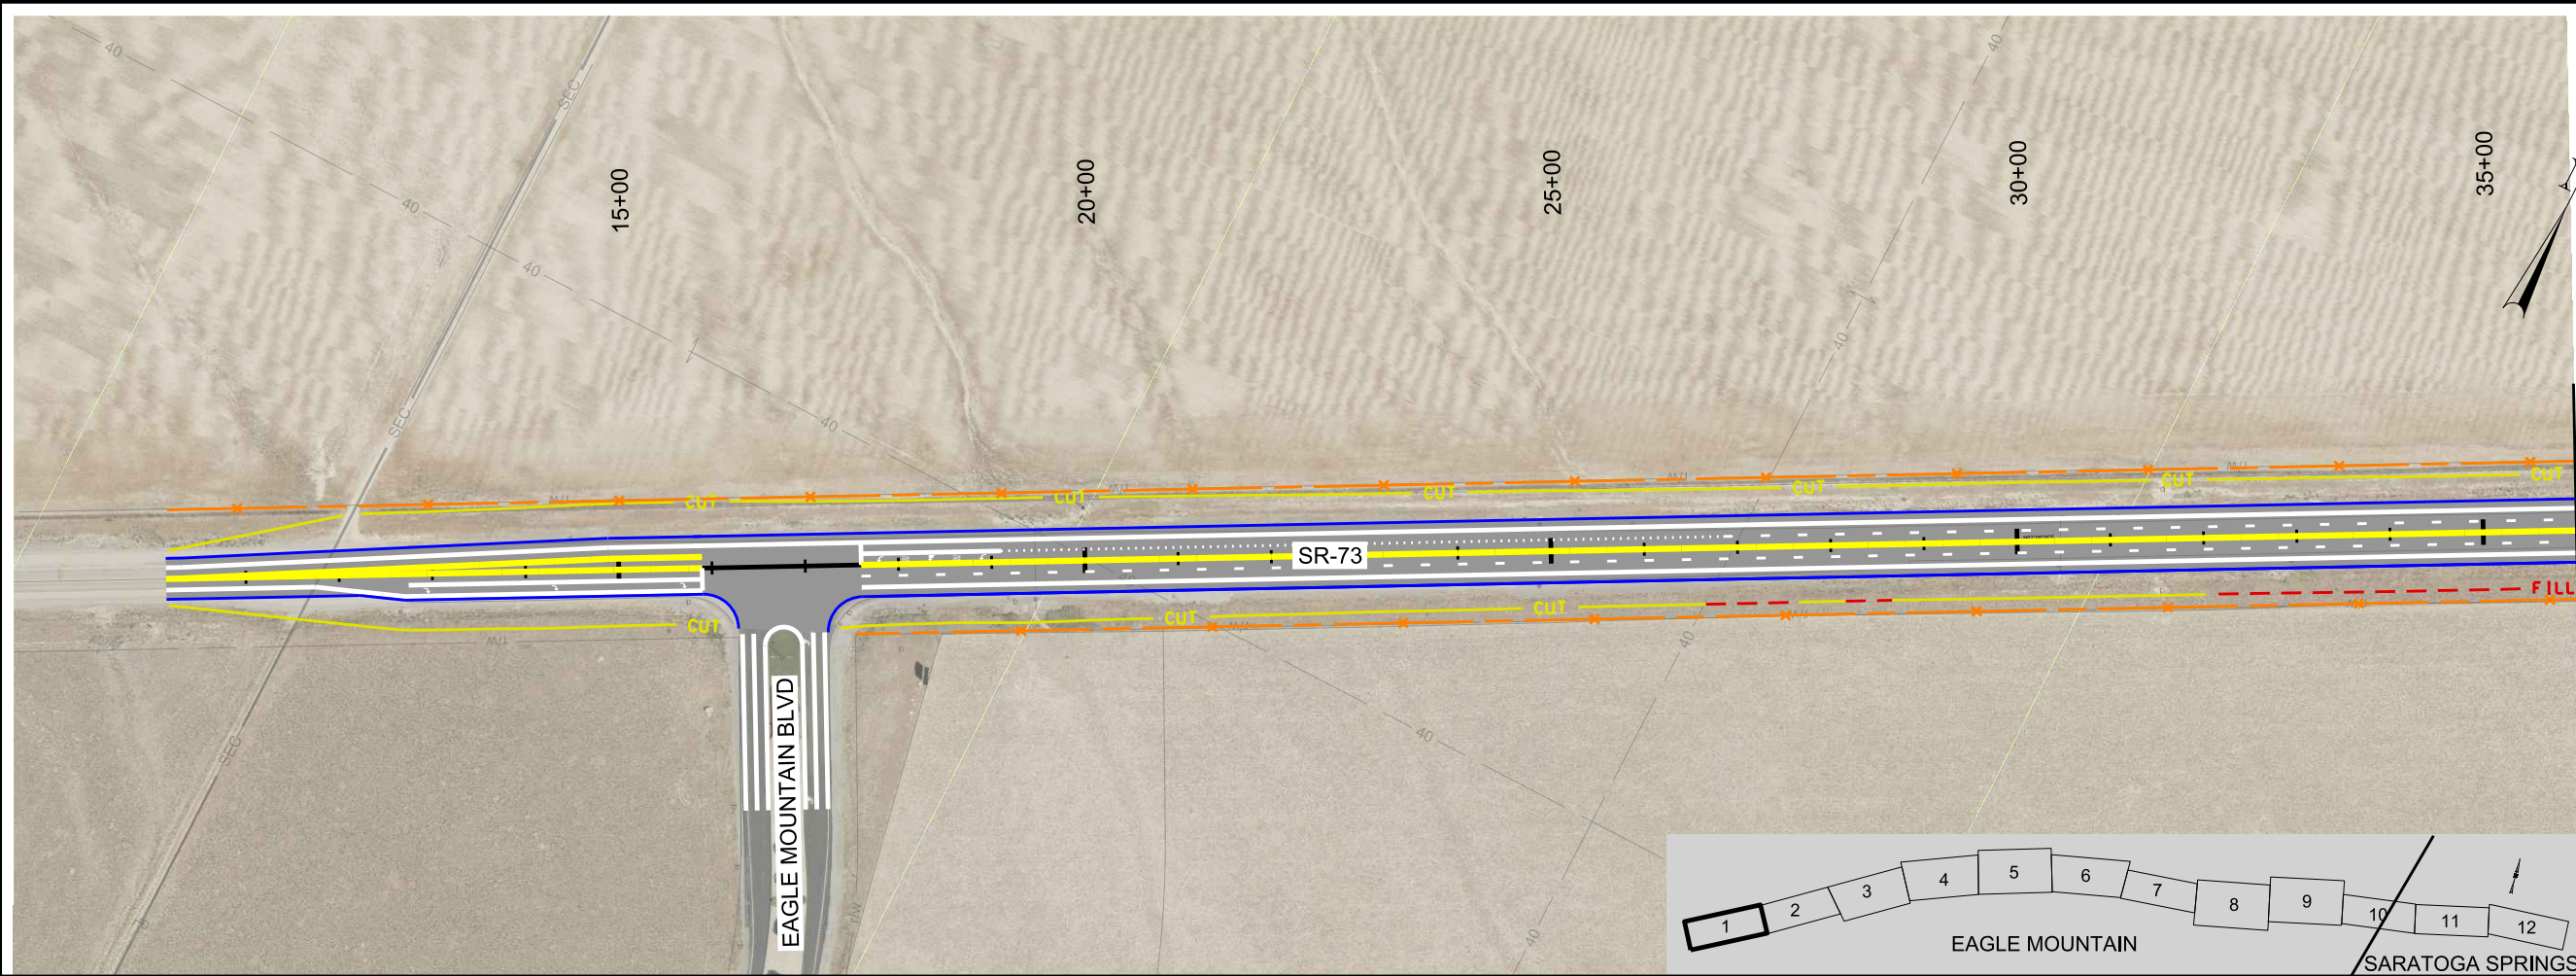 40
40
40
40
40
40
40
40
40
40
SEC
SEC
SEC
15+00
20+00
25+00
30+00
35+00
CUT
CUT
CUT
CUT
CUT
CUT
SR-73
CUT
CUT
CUT
FILL
R/W
R/W
R/W
R/W
R/W
R/W
EAGLE MOUNTAIN BLVD
1
2
3
4
5
6
7
8
9
10
11
12
EAGLE MOUNTAIN
SARATOGA SPRINGS